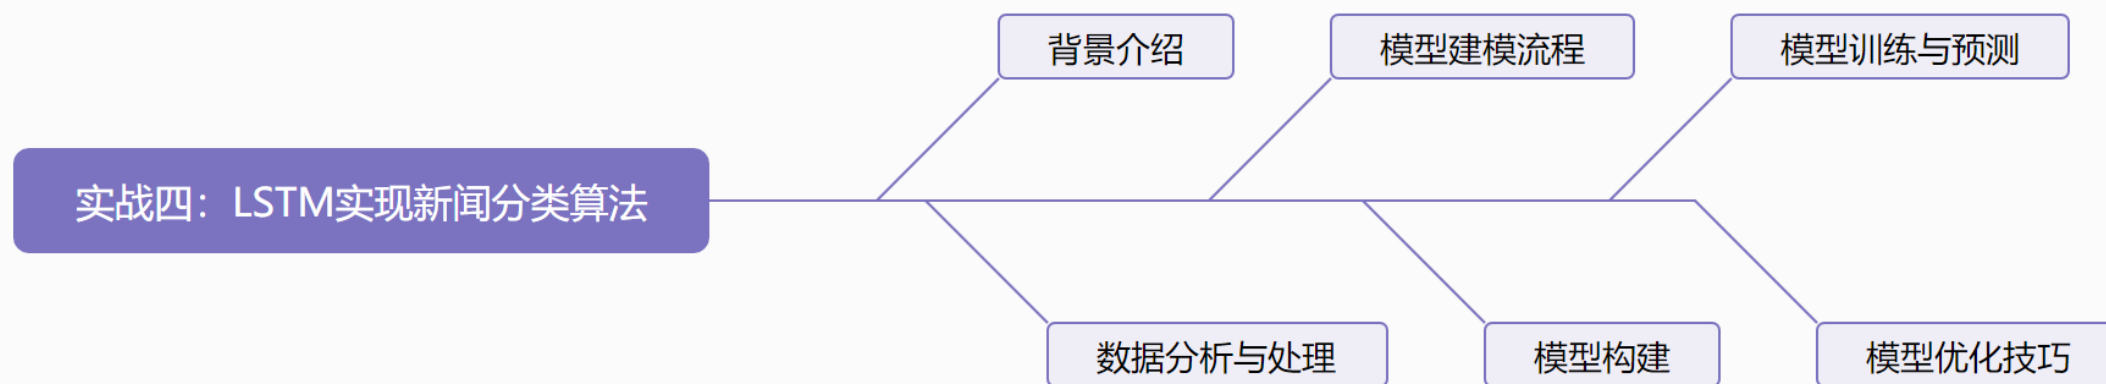 背景介绍
模型建模流程
模型训练与预测
实战四：LSTM实现新闻分类算法
数据分析与处理
模型构建
模型优化技巧